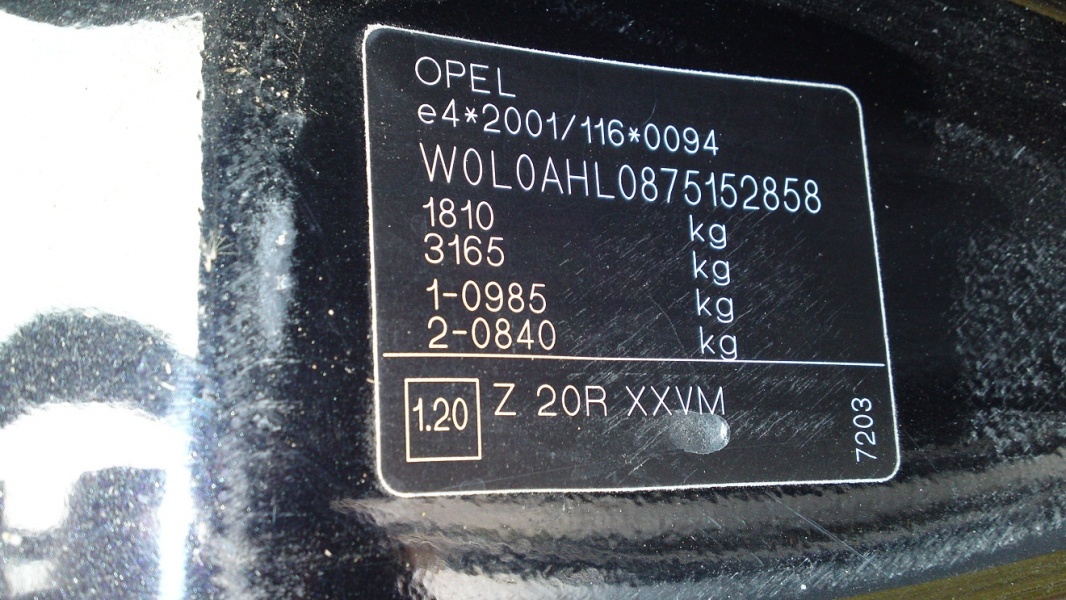 OPEL
e4*2001/116*0094
W0L0AHL0875152858
1810 kg
3165 kg
1-0985 kg
2-0840 kg
1.20 Z 20R XXVM
7203